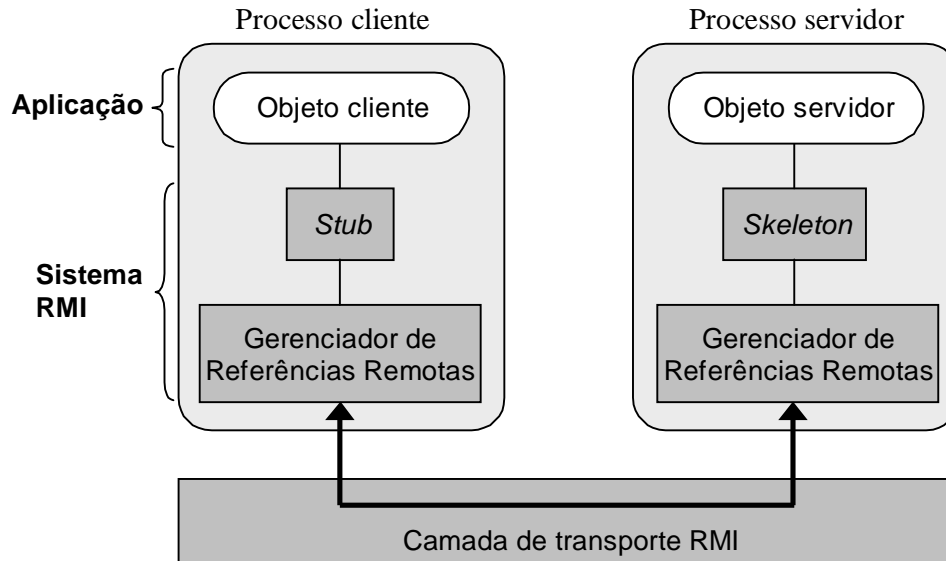 Processo cliente
Processo servidor
Aplicação
Objeto cliente
Objeto servidor
Stub
Skeleton
Sistema
RMI
Gerenciador de
Referências Remotas
Gerenciador de
Referências Remotas
Camada de transporte RMI